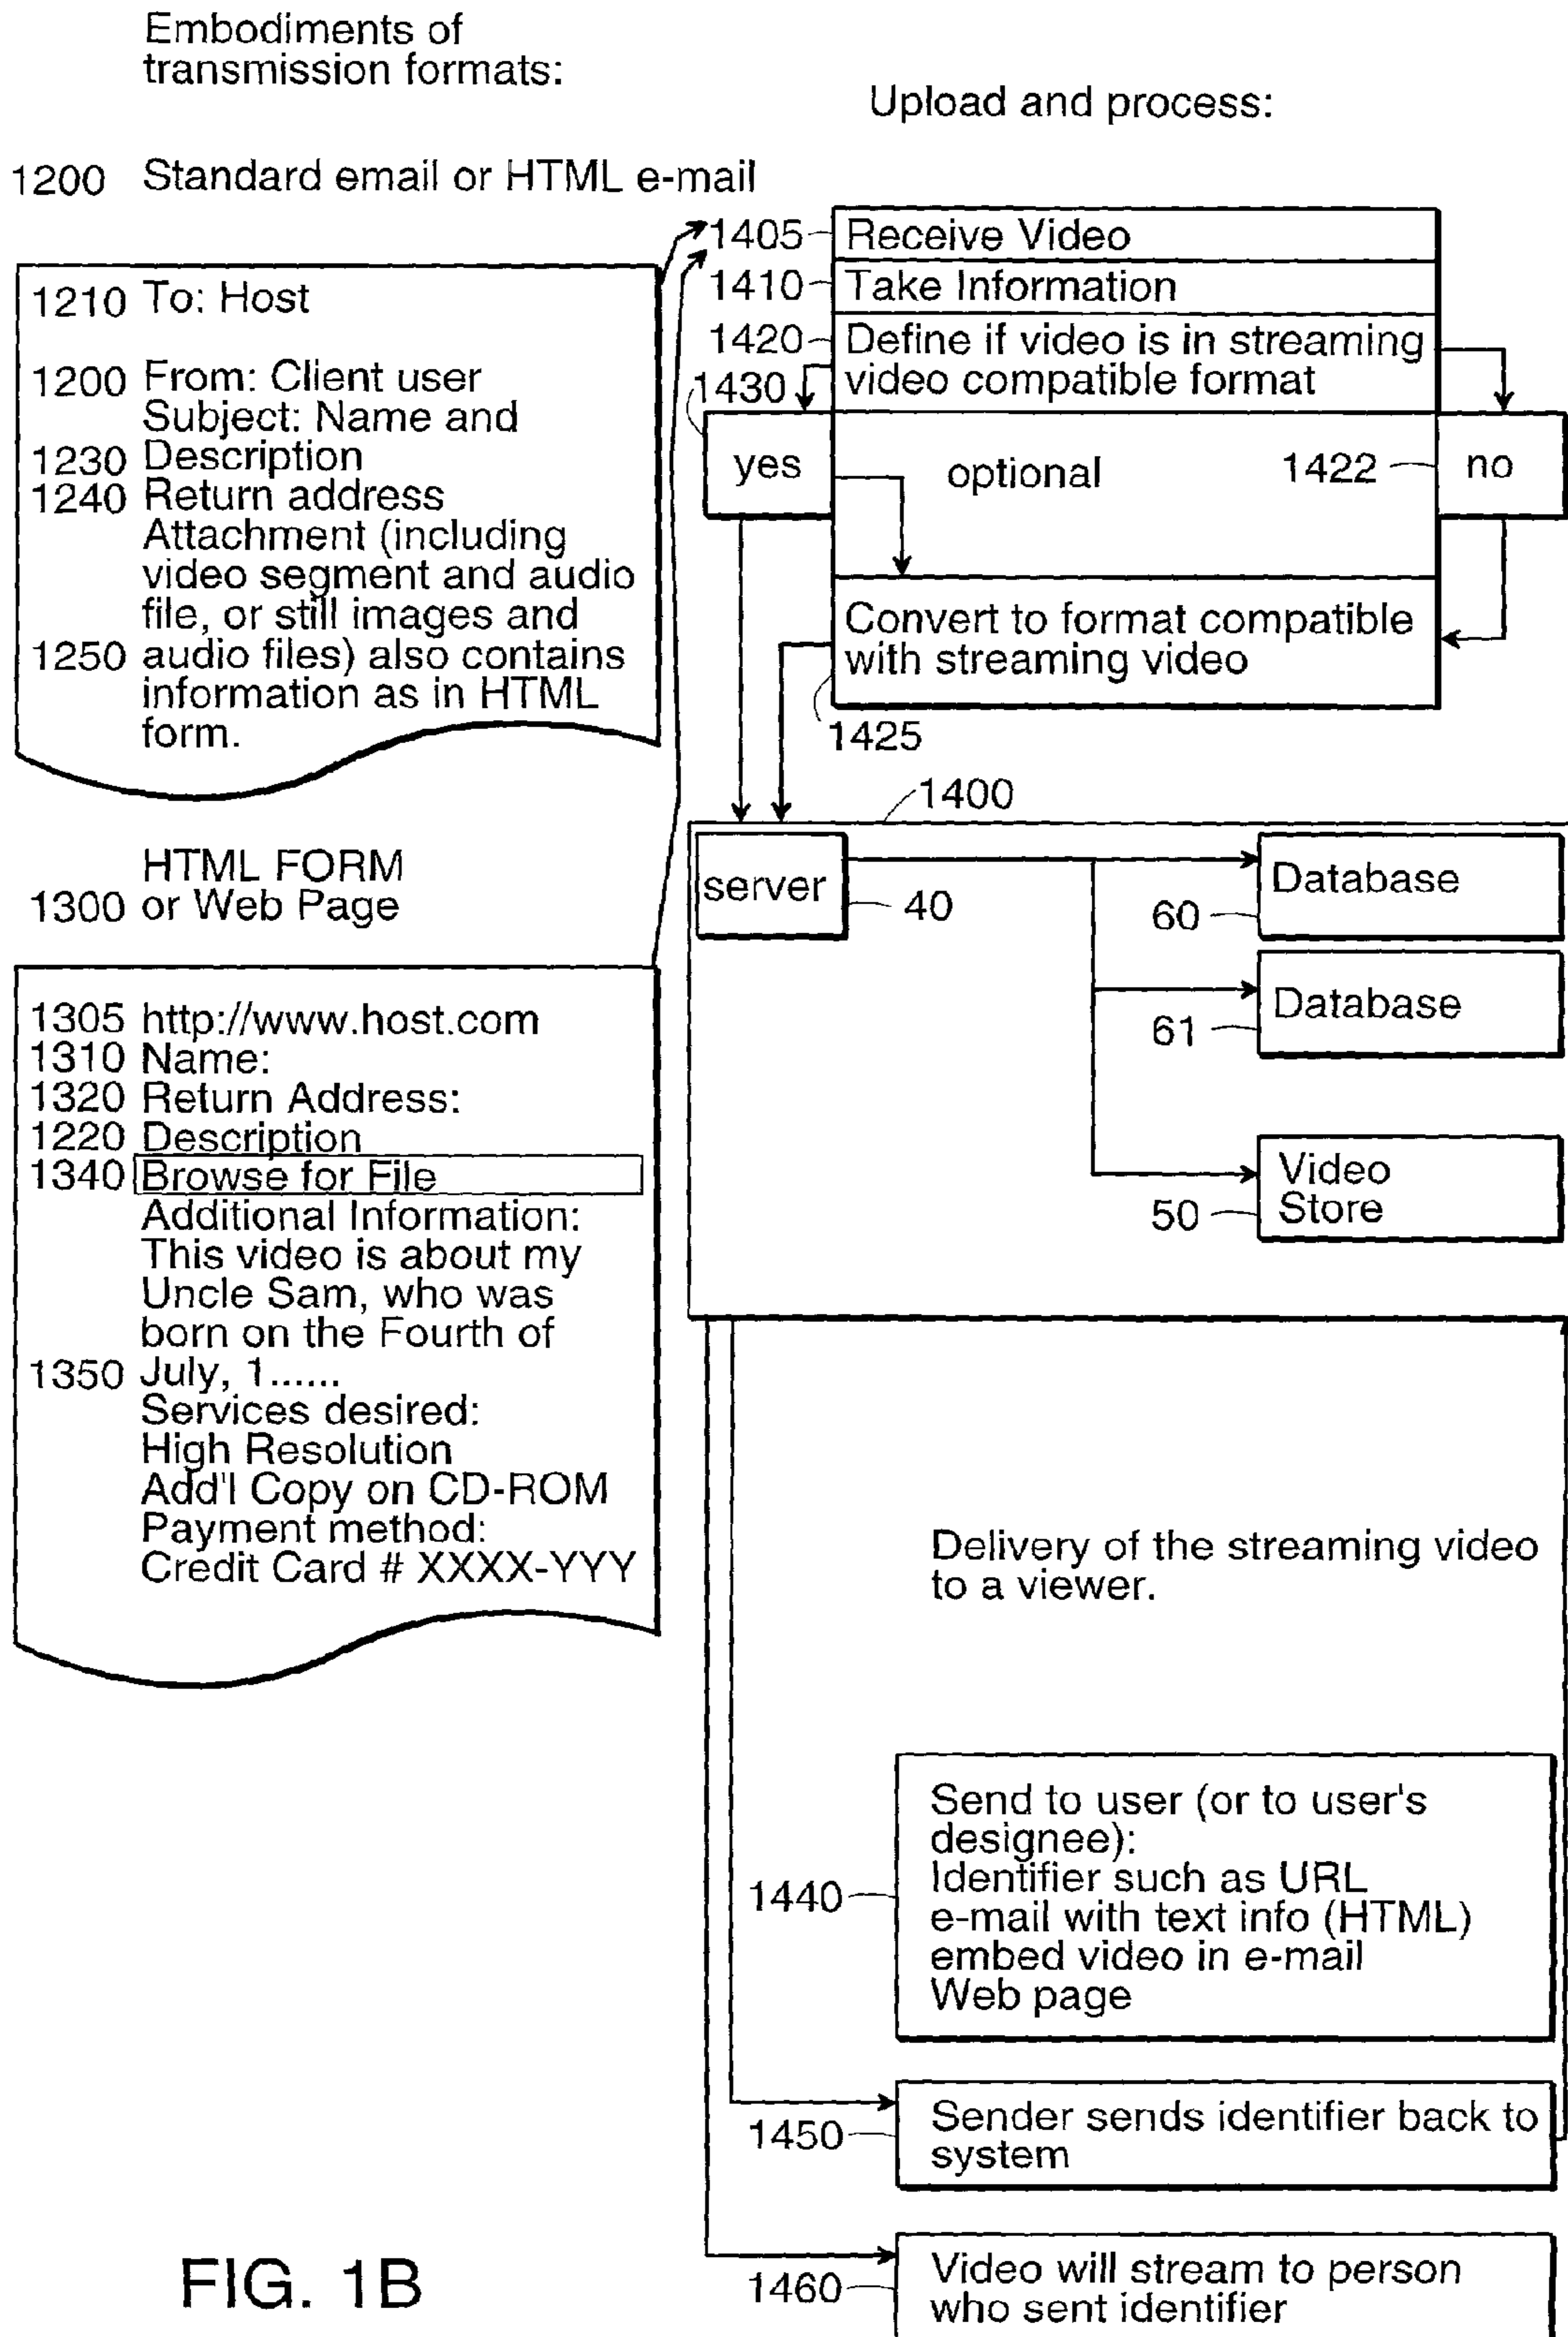 Embodiments of
transmission formats:
1200 Standard email or HTML e-mail
1210 To: Host
1200 From: Client user
Subject: Name and
1230 Description
1240 Return address
Attachment (including
video segment and audio
file, or still images and
1250 audio files) also contains
information as in HTML
form.
HTML FORM
1300 or Web Page
1305 http://www.host.com
1310 Name:
1320 Return Address:
1220 Description
1340 Browse for File
Additional Information:
This video is about my
Uncle Sam, who was
born on the Fourth of
1350 July, 1......
Services desired:
High Resolution
Add'l Copy on CD-ROM
Payment method:
Credit Card # XXXX-YYY
Upload and process:
1405 Receive Video
1410 Take Information
1420 Define if video is in streaming
video compatible format
1430
yes
optional
1422 no
Convert to format compatible
with streaming video
1425
1400
server
40
Database
60
Database
61
Video
50 Store
Delivery of the streaming video
to a viewer.
Send to user (or to user's
designee):
Identifier such as URL
1440 e-mail with text info (HTML)
embed video in e-mail
Web page
Sender sends identifier back to
1450 system
Video will stream to person
1460 who sent identifier
FIG. 1B